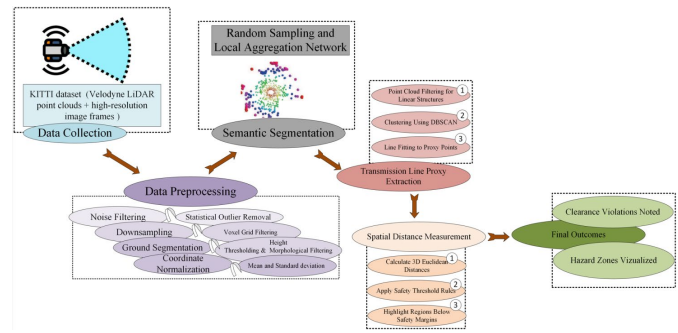 KITTI dataset (Velodyne LiDAR
point clouds + high-resolution
image frames )
Data Collection
Random Sampling and
Local Aggregation Network
Semantic Segmentation
Data Preprocessing
Noise Filtering
Statistical Outlier Removal
Downsampling
Voxel Grid Filtering
Ground Segmentation
Height
Thresholding & Morphological Filtering
Coordinate
Normalization
Mean and Standard deviation
Point Cloud Filtering for
Linear Structures
1
Clustering Using DBSCAN
2
Line Fitting to Proxy Points
3
Transmission Line Proxy
Extraction
Spatial Distance Measurement
Calculate 3D Euclidean
Distances
1
Apply Safety Threshold Rules
2
Highlight Regions Below
Safety Margins
3
Clearance Violations Noted
Final Outcomes
Hazard Zones Vizualized